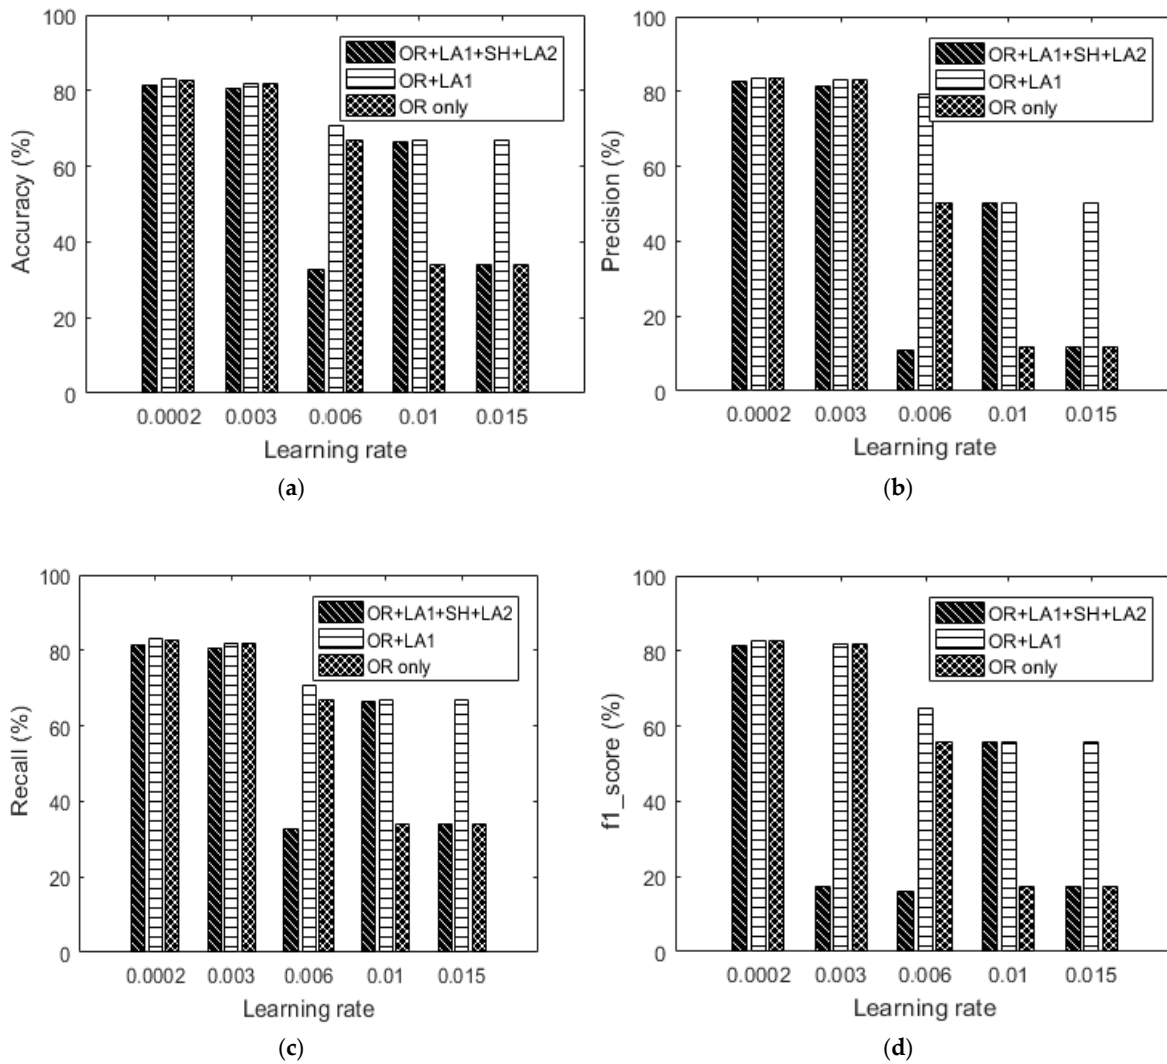 100
80
60
40
20
0
Accuracy (%)
OR+LA1+SH+LA2
OR+LA1
OR only
0.0002 0.003 0.006 0.01 0.015
Learning rate
(a)
100
80
60
40
20
0
Precision (%)
OR+LA1+SH+LA2
OR+LA1
OR only
0.0002 0.003 0.006 0.01 0.015
Learning rate
(b)
100
80
60
40
20
0
Recall (%)
OR+LA1+SH+LA2
OR+LA1
OR only
0.0002 0.003 0.006 0.01 0.015
Learning rate
(c)
100
80
60
40
20
0
f1_score (%)
OR+LA1+SH+LA2
OR+LA1
OR only
0.0002 0.003 0.006 0.01 0.015
Learning rate
(d)